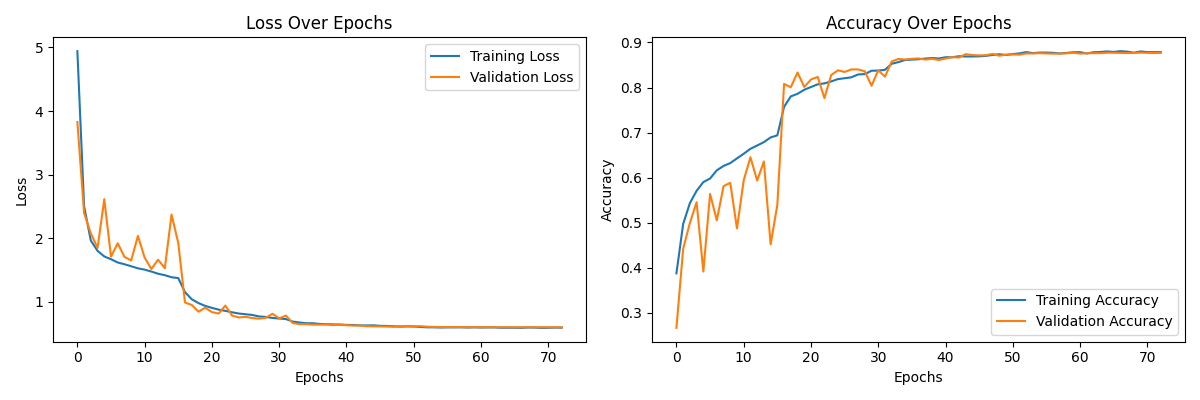 Loss Over Epochs
Training Loss
Validation Loss
5
4
3
2
1
Loss
0 10 20 30 40 50 60 70
Epochs
Accuracy Over Epochs
0.9
0.8
0.7
0.6
0.5
0.4
0.3
Accuracy
Training Accuracy
Validation Accuracy
0 10 20 30 40 50 60 70
Epochs